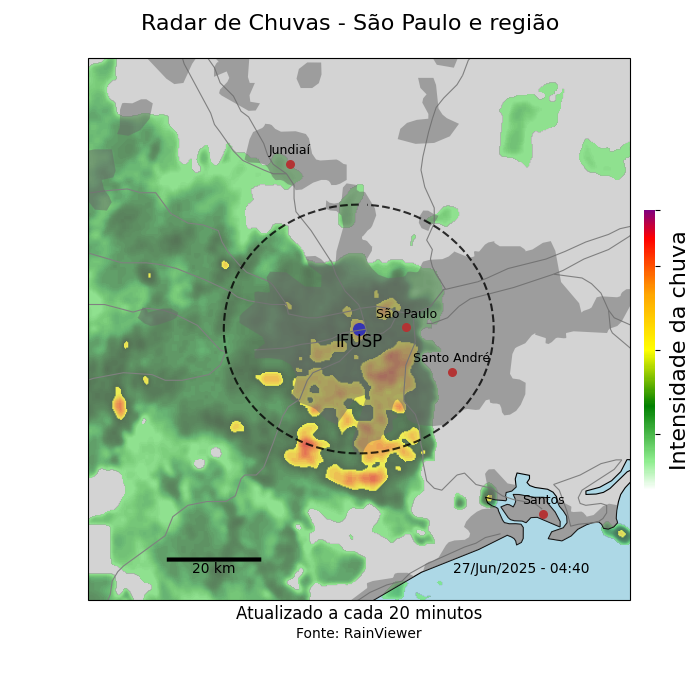 Radar de Chuvas - São Paulo e região
Jundiaí
São Paulo
IFUSP
Santo André
Intensidade da chuva
Santos
20 km
27/Jun/2025 - 04:40
Atualizado a cada 20 minutos
Fonte: RainViewer